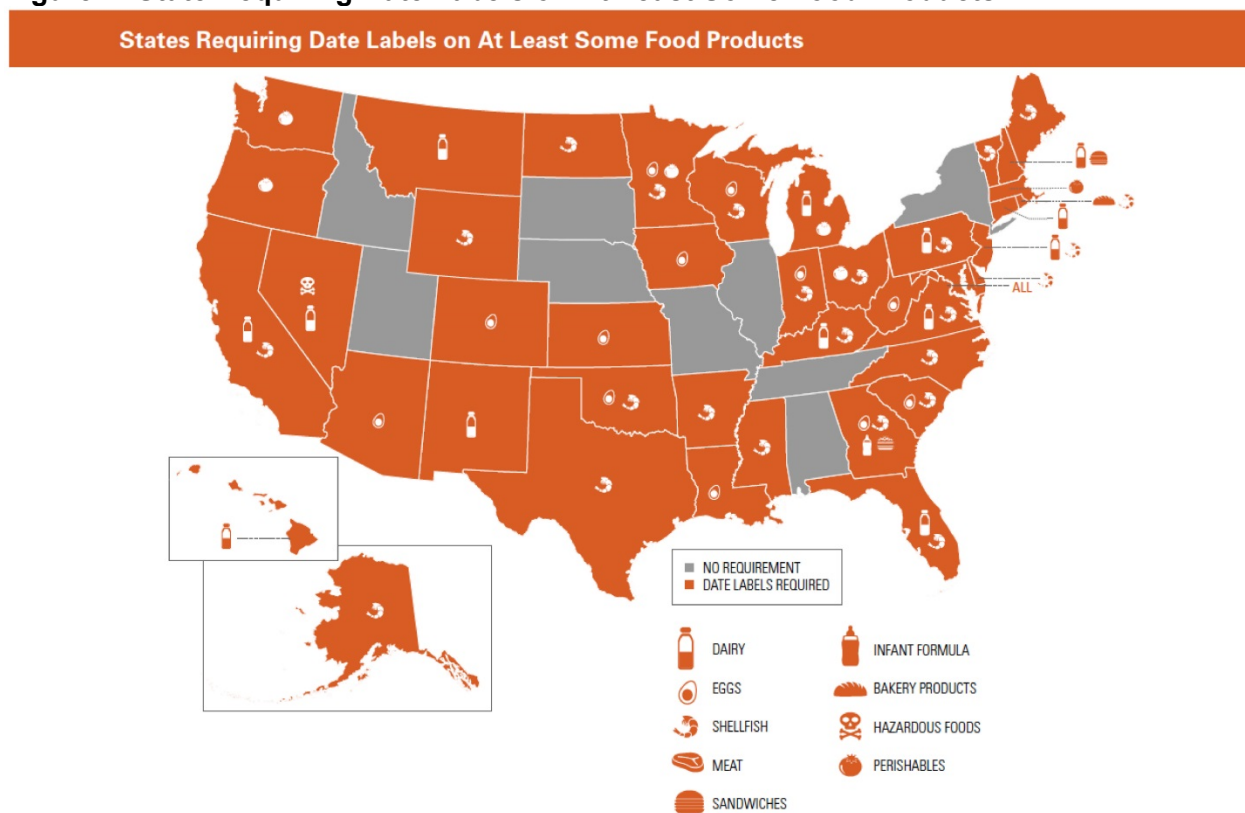 States Requiring Date Labels on At Least Some Food Products
ALL
NO REQUIREMENT
DATE LABELS REQUIRED
DAIRY
INFANT FORMULA
EGGS
BAKERY PRODUCTS
SHELLFISH
HAZARDOUS FOODS
MEAT
PERISHABLES
SANDWICHES